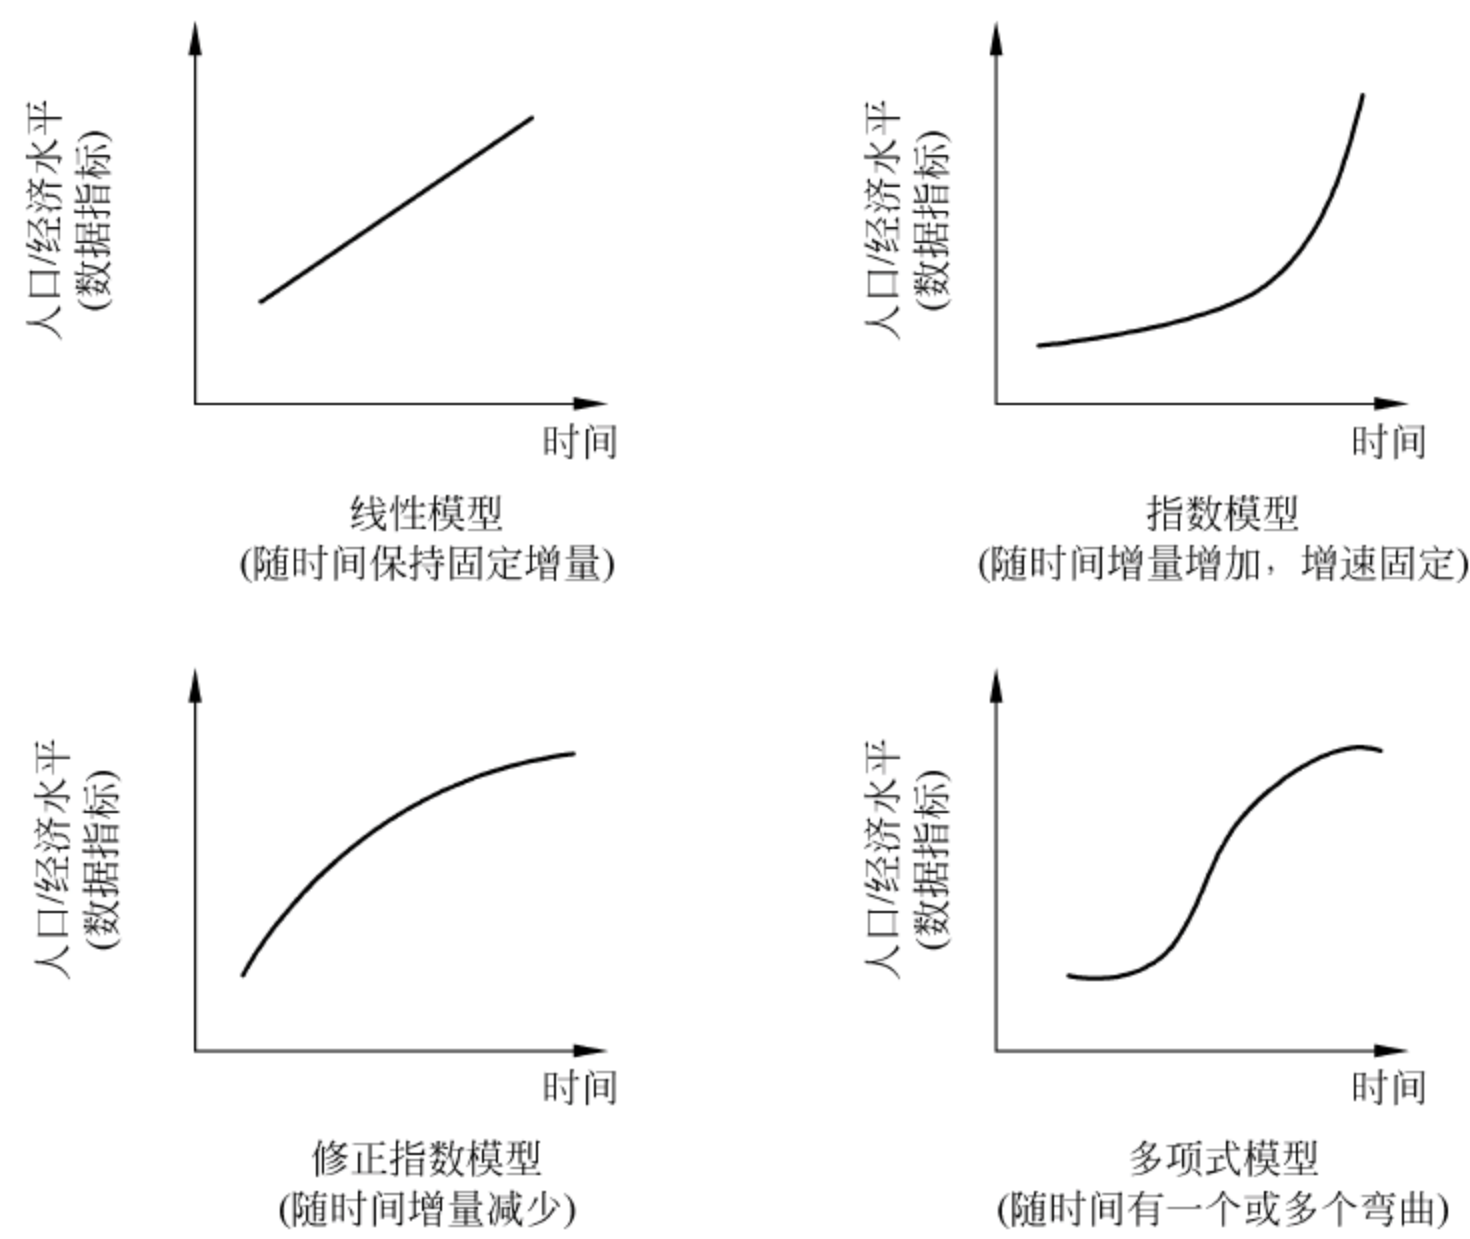 人口/经济水平
(数据指标)
时间
线性模型
(随时间保持固定增量)
人口/经济水平
(数据指标)
时间
指数模型
(随时间增量增加，增速固定)
人口/经济水平
(数据指标)
时间
修正指数模型
(随时间增量减少)
人口/经济水平
(数据指标)
时间
多项式模型
(随时间有一个或多个弯曲)